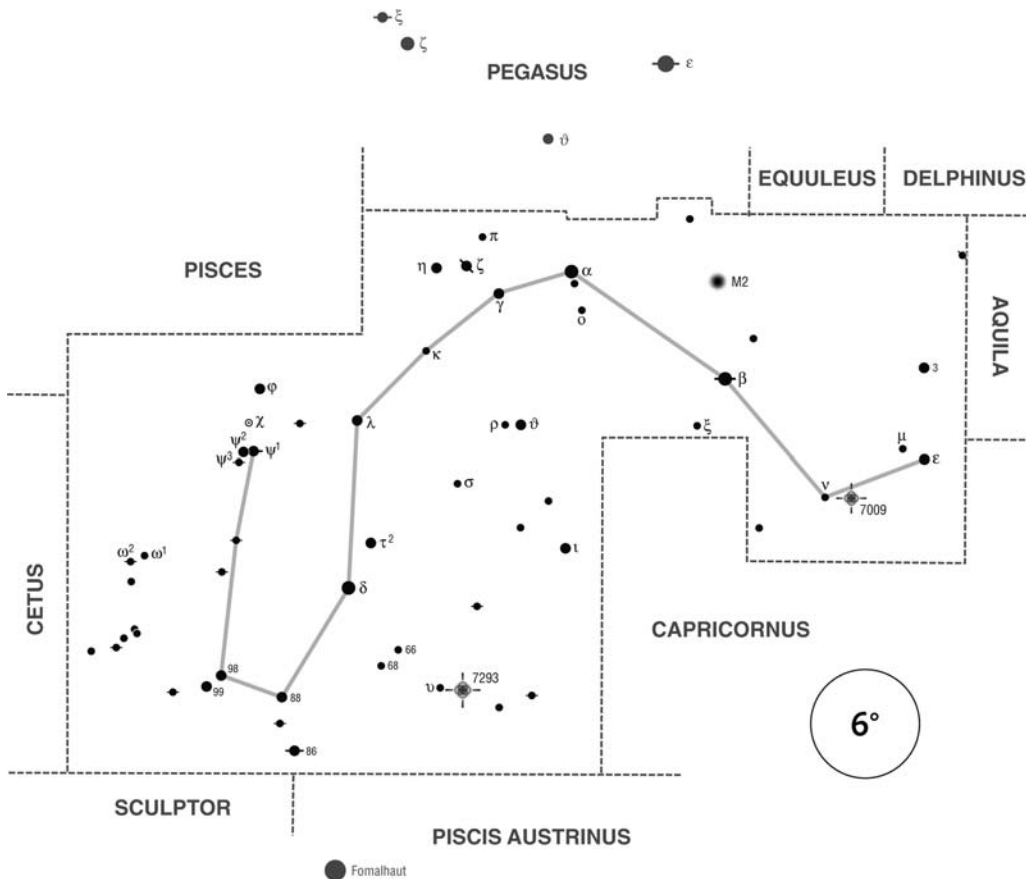 ξ
ζ
PEGASUS
ε
ϑ
EQUULEUS
DELPHINUS
π
PISCES
η
ζ
α
M2
γ
ο
AQUILA
κ
3
φ
β
χ
λ
ρ
ϑ
ξ
ψ²
ψ¹
μ
ψ³
ε
σ
ν
7009
ω²
ω¹
τ²
ι
δ
CETUS
CAPRICORNUS
66
68
98
7293
99
υ
88
6°
86
SCULPTOR
PISCIS AUSTRINUS
Fomalhaut